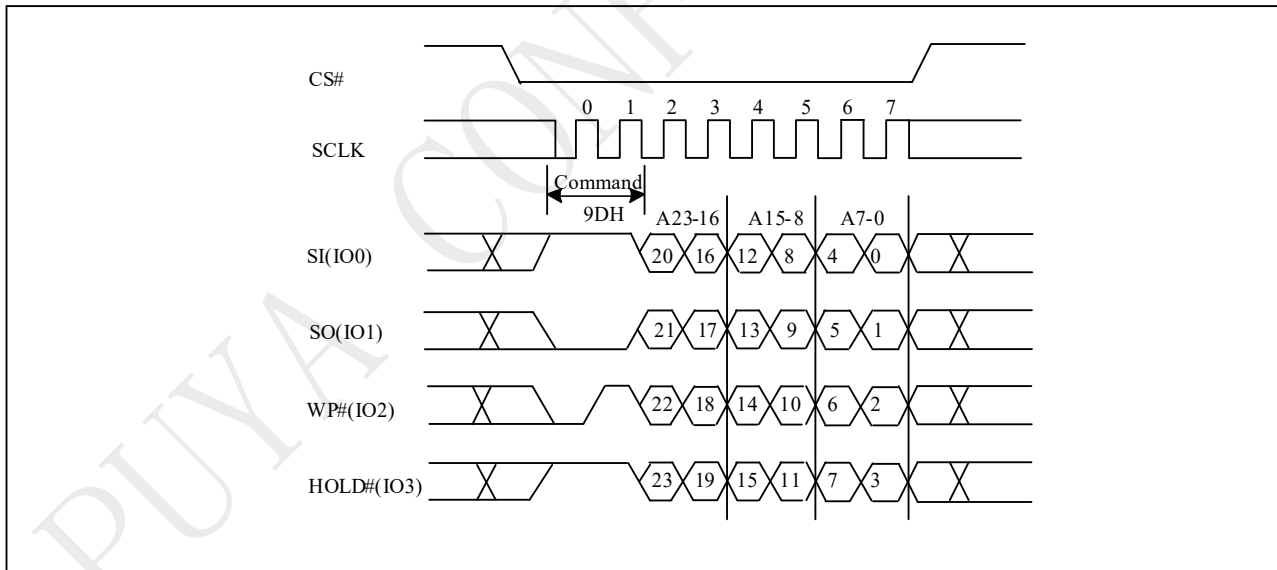 PUYA CONF
CS#
0 1 2 3 4 5 6 7
SCLK
Command
9DH
A23-16 A15-8 A7-0
SI(IO0) 20 16 12 8 4 0
SO(IO1) 21 17 13 9 5 1
WP#(IO2) 22 18 14 10 6 2
HOLD#(IO3) 23 19 15 11 7 3